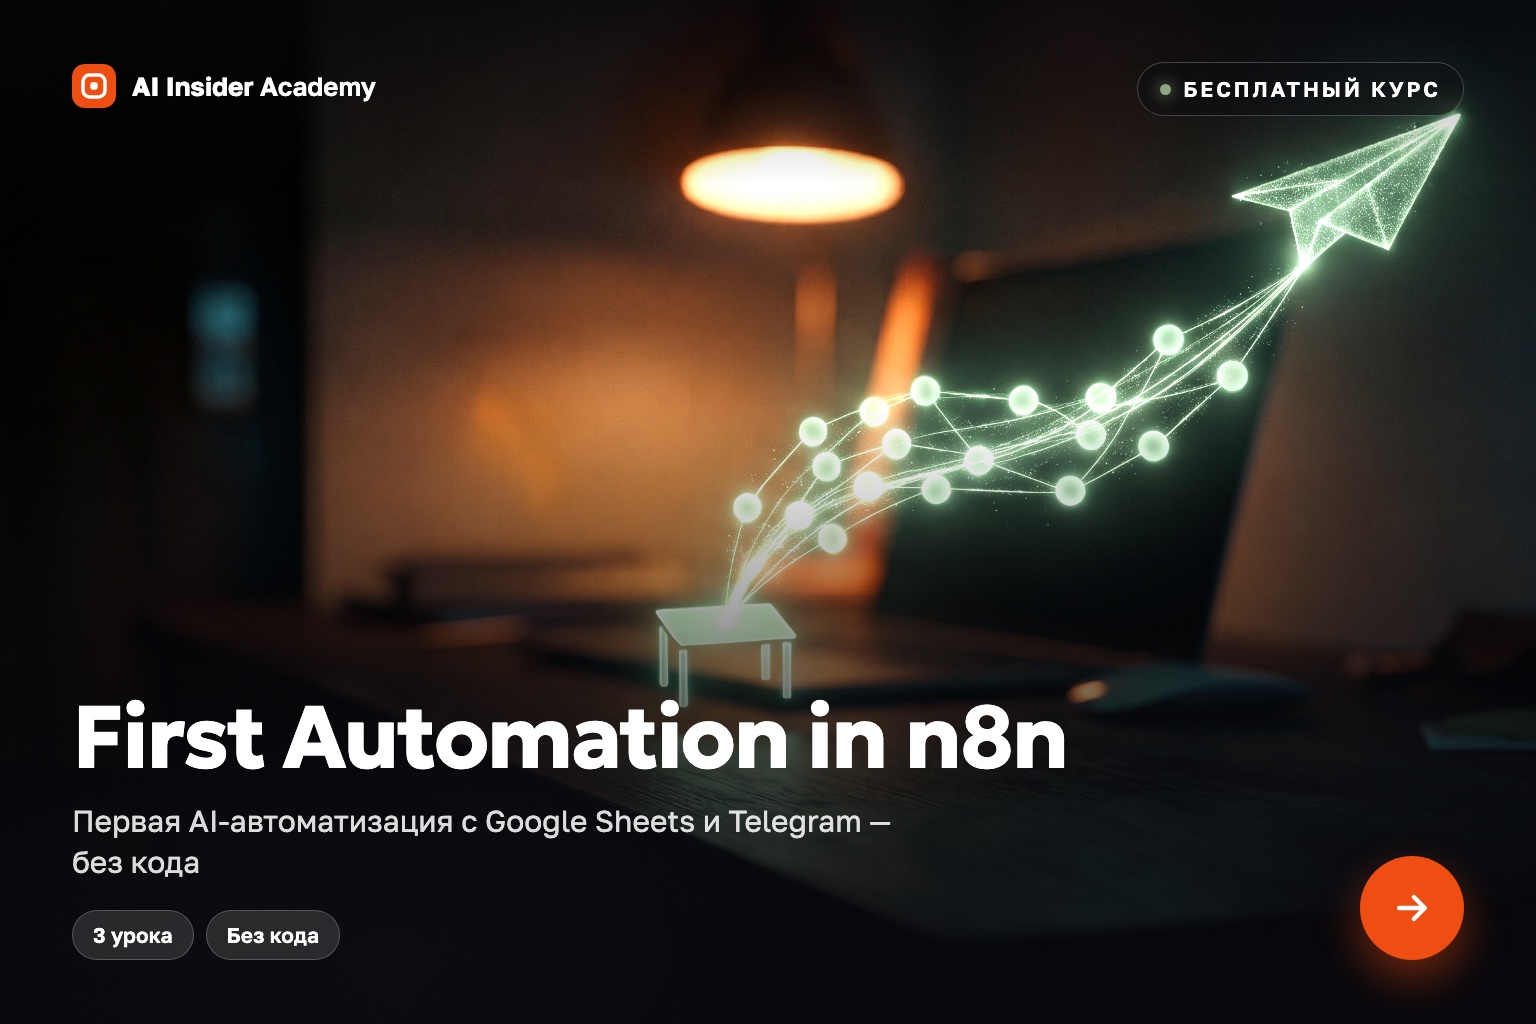 AI Insider Academy
БЕСПЛАТНЫЙ КУРС
First Automation in n8n
Первая AI-автоматизация с Google Sheets и Telegram —
без кода
3 урока
Без кода